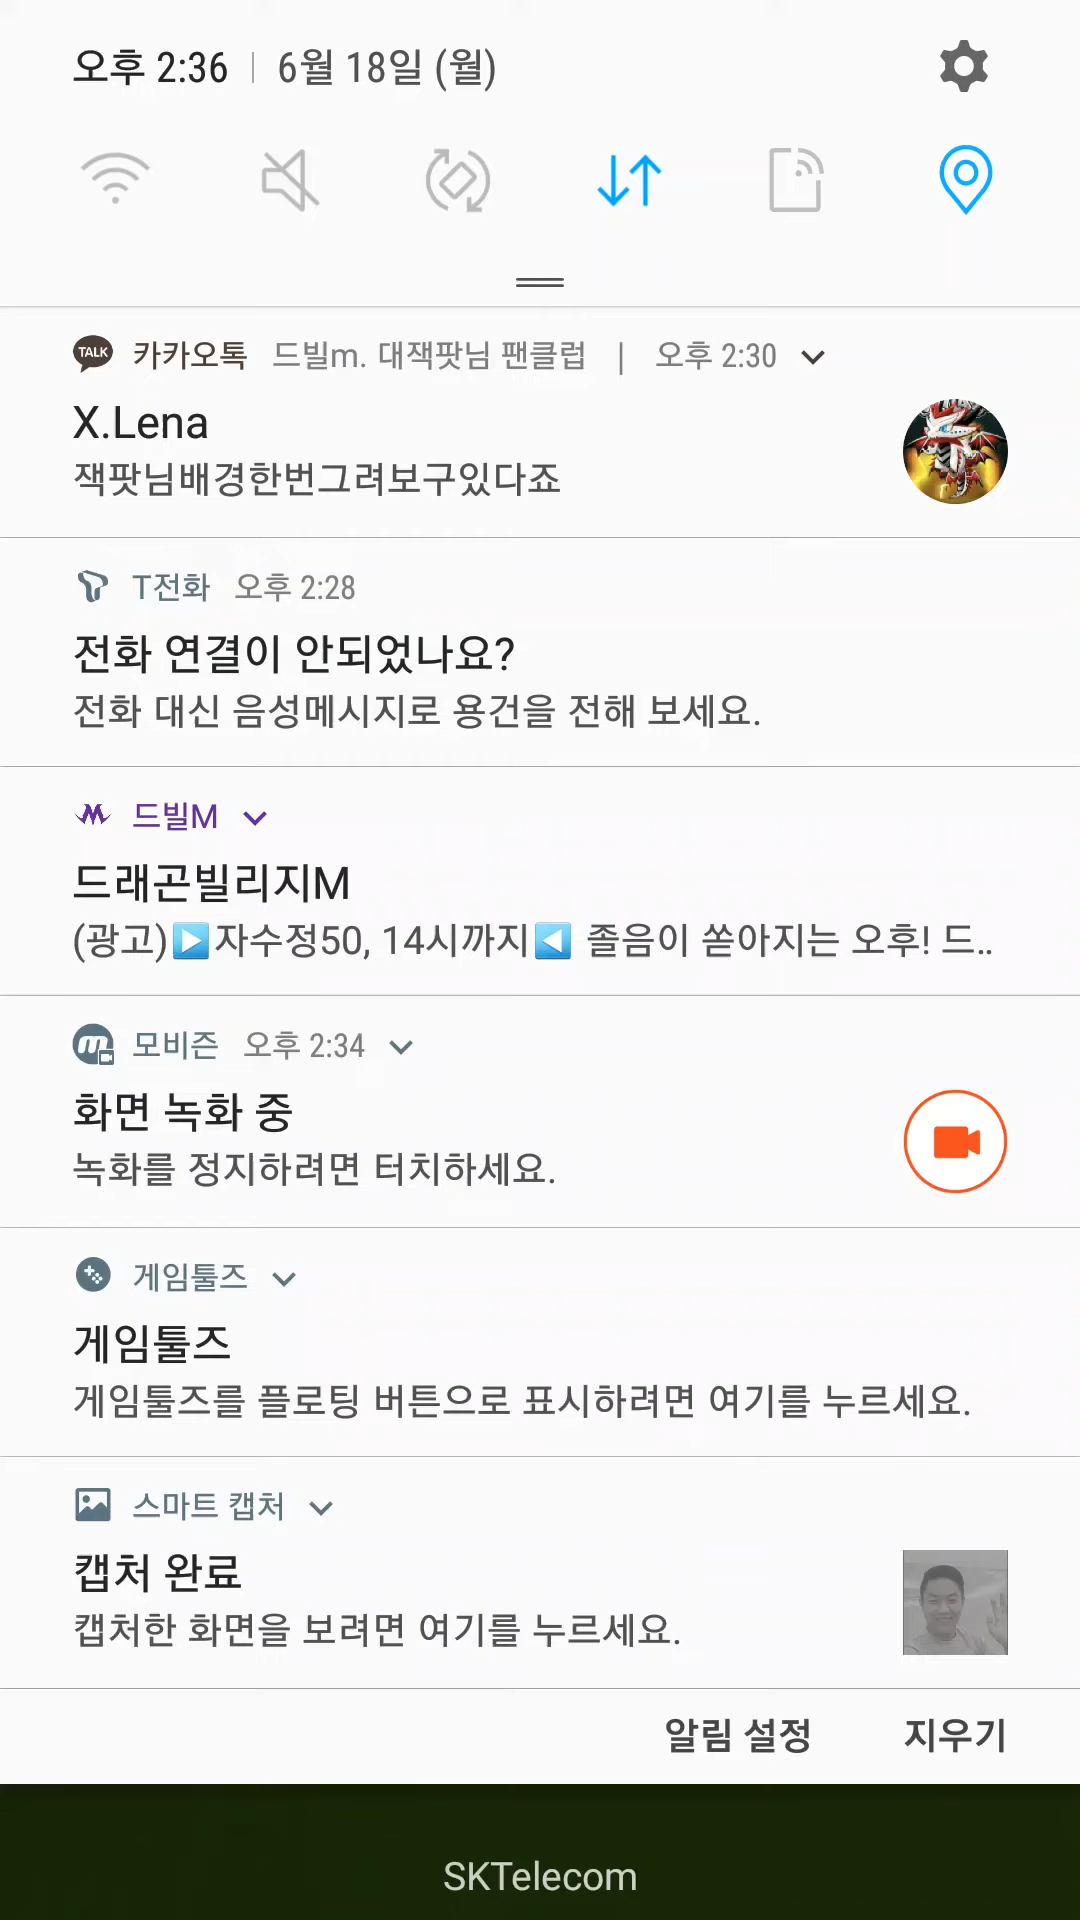 오후 2:36 | 6월 18일 (월)
TALK 카카오톡 드빌m. 대잭팟님 팬클럽 | 오후 2:30
X.Lena
잭팟님배경한번그려보구있다죠
T전화 오후 2:28
전화 연결이 안되었나요?
전화 대신 음성메시지로 용건을 전해 보세요.
드빌M
드래곤빌리지M
(광고)▶자수정50, 14시까지◀ 졸음이 쏟아지는 오후! 드..
모비즌 오후 2:34
화면 녹화 중
녹화를 정지하려면 터치하세요.
게임툴즈
게임툴즈
게임툴즈를 플로팅 버튼으로 표시하려면 여기를 누르세요.
스마트 캡처
캡처 완료
캡처한 화면을 보려면 여기를 누르세요.
알림 설정 지우기
SKTelecom